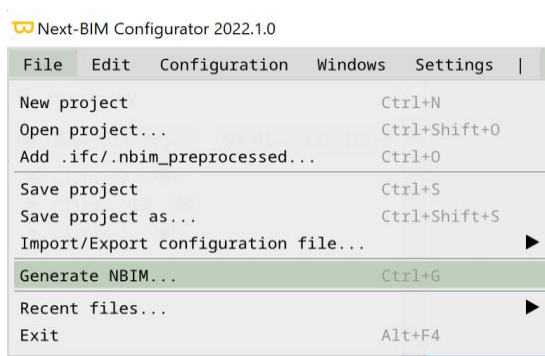 Next-BIM Configurator 2022.1.0
File Edit Configuration Windows Settings |
New project Ctrl+N
Open project... Ctrl+Shift+O
Add .ifc/.nbim_preprocessed... Ctrl+O
Save project Ctrl+S
Save project as... Ctrl+Shift+S
Import/Export configuration file...
Generate NBIM... Ctrl+G
Recent files...
Exit Alt+F4